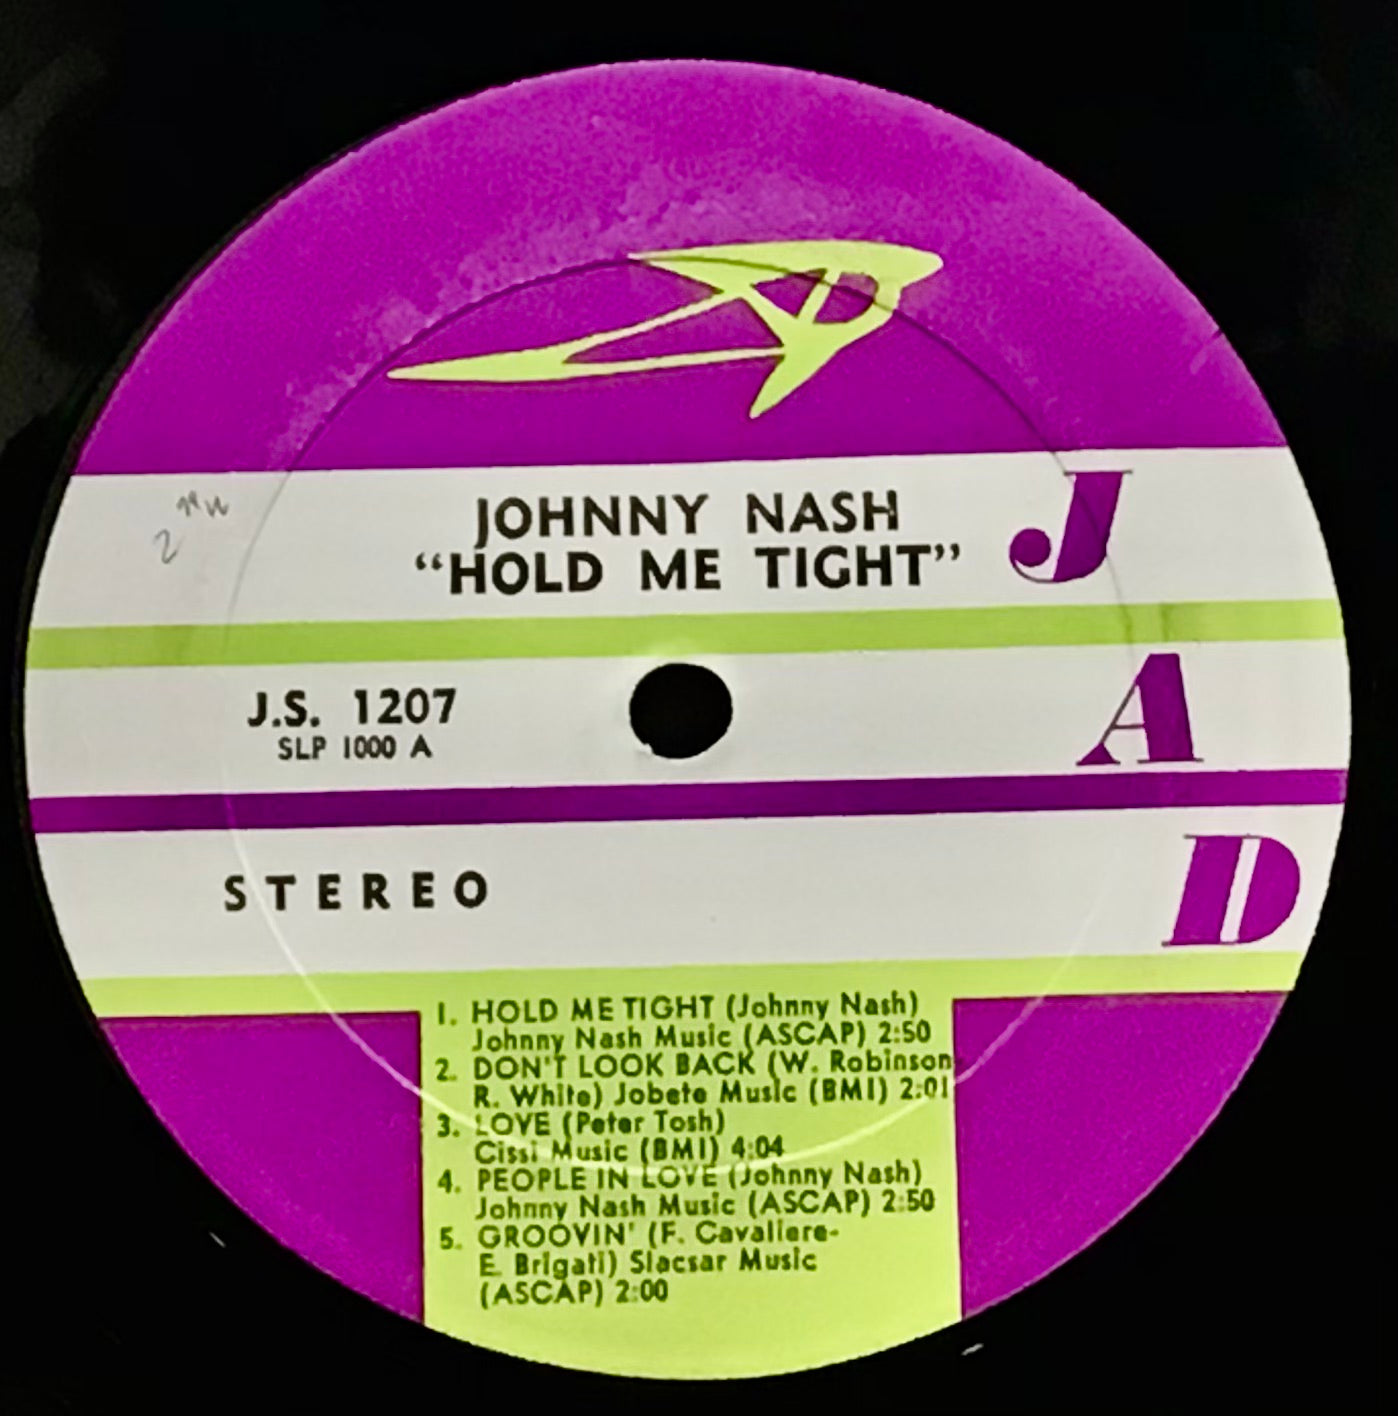 JOHNNY NASH
"HOLD ME TIGHT"
J
A
D
J.S. 1207
SLP 1000 A
STEREO
1. HOLD ME TIGHT (Johnny Nash)
Johnny Nash Music (ASCAP) 2:50
2. DON'T LOOK BACK (W. Robinson
R. White) Jobete Music (BMI) 2:01
3. LOVE (Peter Tosh)
Cissi Music (BMI) 4:04
4. PEOPLE IN LOVE (Johnny Nash)
Johnny Nash Music (ASCAP) 2:50
5. GROOVIN' (F. Cavaliere-
E. Brigati) Slacsar Music
(ASCAP) 2:00